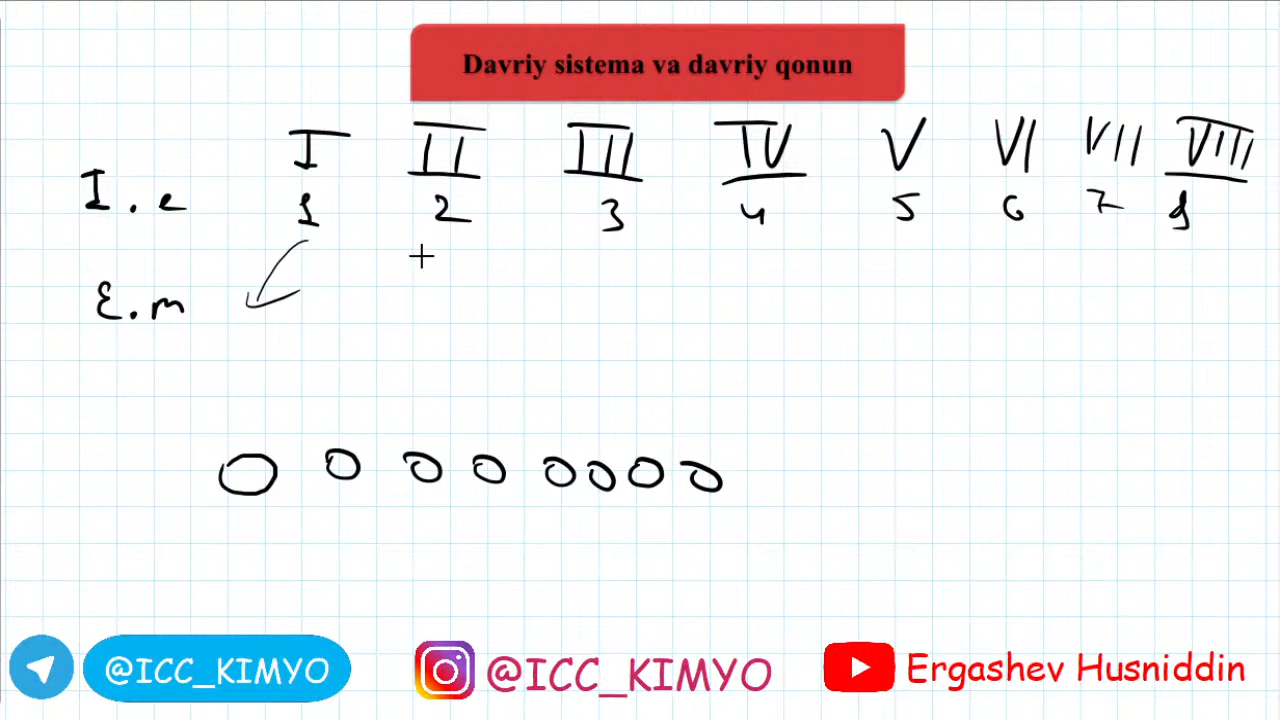 Davriy sistema va davriy qonun
I II III IV V VI VII VIII
I.e 1 2 3 4 5 6 7 8
E.m
@ICC_KIMYO @ICC_KIMYO Ergashev Husniddin